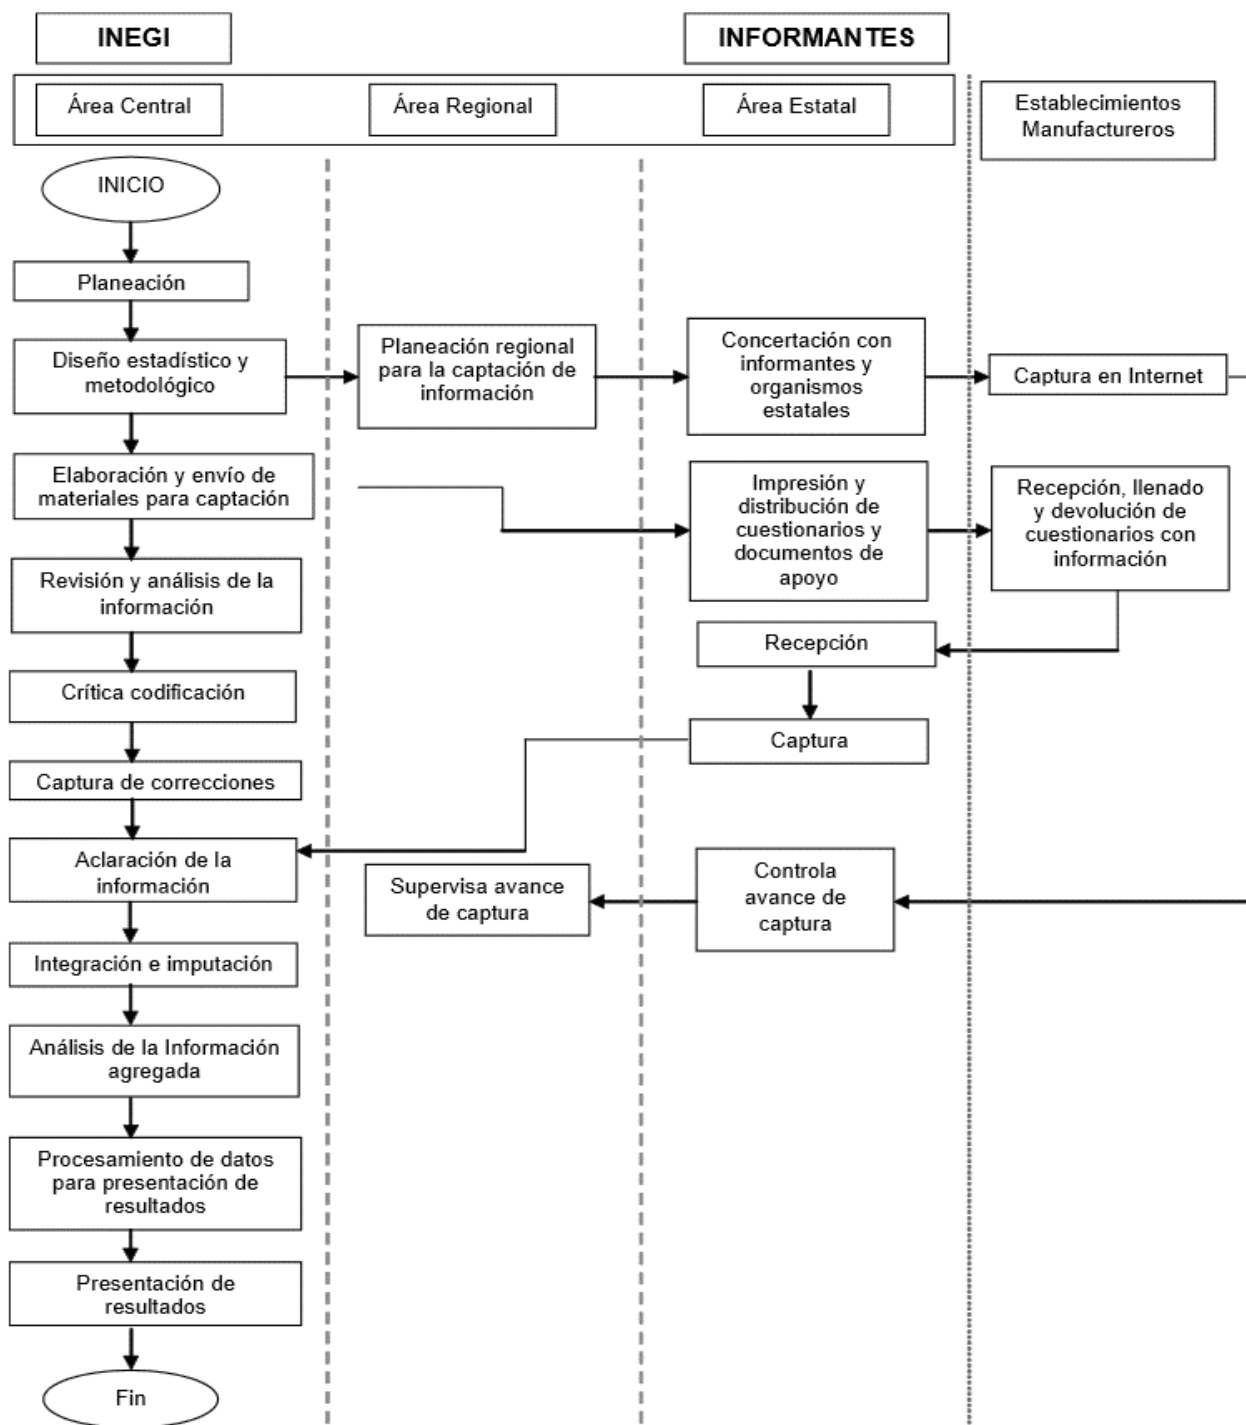 INEGI
INFORMANTES
Área Central
Área Regional
Área Estatal
Establecimientos
Manufactureros
INICIO
Planeación
Diseño estadístico y
metodológico
Planeación regional
para la captación de
información
Concertación con
informantes y
organismos
estatales
Captura en Internet
Elaboración y envío de
materiales para captación
Impresión y
distribución de
cuestionarios y
documentos de
apoyo
Recepción, llenado
y devolución de
cuestionarios con
información
Revisión y análisis de la
información
Recepción
Crítica codificación
Captura
Captura de correcciones
Aclaración de la
información
Supervisa avance
de captura
Controla
avance de
captura
Integración e imputación
Análisis de la Información
agregada
Procesamiento de datos
para presentación de
resultados
Presentación de
resultados
Fin